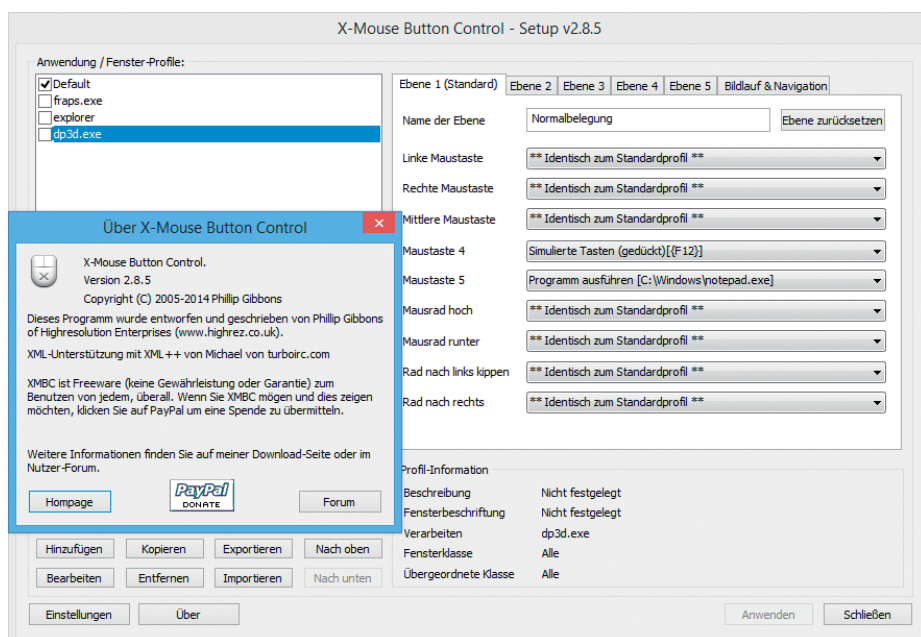 X-Mouse Button Control - Setup v2.8.5
Anwendung / Fenster-Profile:
Default
fraps.exe
explorer
dp3d.exe
Ebene 1 (Standard) Ebene 2 Ebene 3 Ebene 4 Ebene 5 Bildlauf & Navigation
Name der Ebene Normalbelegung Ebene zurücksetzen
Linke Maustaste ** Identisch zum Standardprofil **
Rechte Maustaste ** Identisch zum Standardprofil **
Mittlere Maustaste ** Identisch zum Standardprofil **
Maustaste 4 Simulierte Tasten (gedückt)[{F12}]
Maustaste 5 Programm ausführen [C:\Windows\notepad.exe]
Mausrad hoch ** Identisch zum Standardprofil **
Mausrad runter ** Identisch zum Standardprofil **
Rad nach links kippen ** Identisch zum Standardprofil **
Rad nach rechts ** Identisch zum Standardprofil **
Über X-Mouse Button Control
X-Mouse Button Control.
Version 2.8.5
Copyright (C) 2005-2014 Phillip Gibbons
Dieses Programm wurde entworfen und geschrieben von Phillip Gibbons
of Highresolution Enterprises (www.highrez.co.uk).
XML-Unterstützung mit XML++ von Michael von turboirc.com
XMBC ist Freeware (keine Gewährleistung oder Garantie) zum
Benutzen von jedem, überall. Wenn Sie XMBC mögen und dies zeigen
möchten, klicken Sie auf PayPal um eine Spende zu übermitteln.
Weitere Informationen finden Sie auf meiner Download-Seite oder im
Nutzer-Forum.
Hompage PayPal DONATE Forum
Profil-Information
Beschreibung Nicht festgelegt
Fensterbeschriftung Nicht festgelegt
Verarbeiten dp3d.exe
Fensterklasse Alle
Übergeordnete Klasse Alle
Hinzufügen Kopieren Exportieren Nach oben
Bearbeiten Entfernen Importieren Nach unten
Einstellungen Über Anwenden Schließen